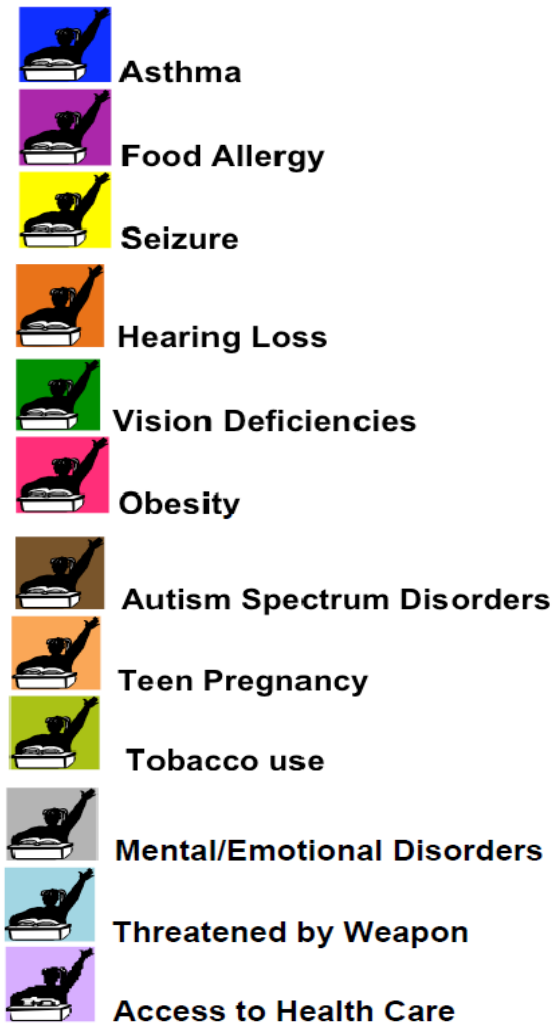 Asthma
Food Allergy
Seizure
Hearing Loss
Vision Deficiencies
Obesity
Autism Spectrum Disorders
Teen Pregnancy
Tobacco use
Mental/Emotional Disorders
Threatened by Weapon
Access to Health Care